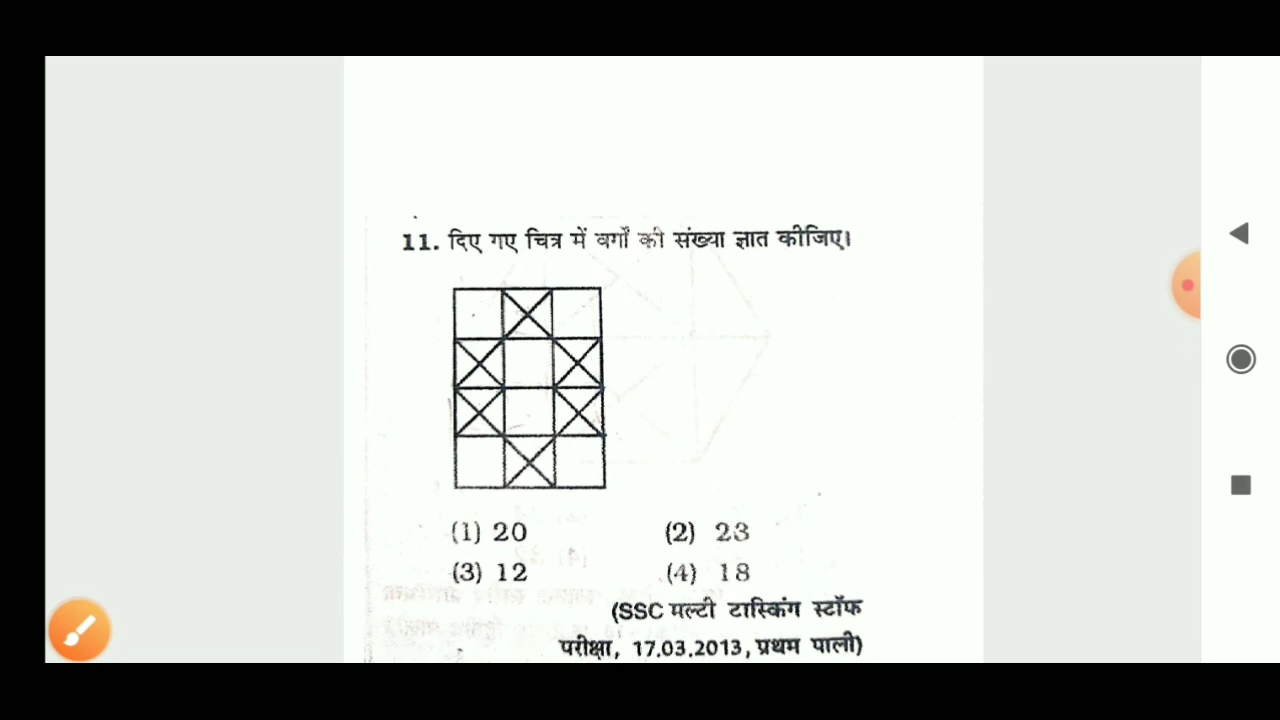 11. दिए गए चित्र में वर्गों की संख्या ज्ञात कीजिए।
(1) 20 (2) 23
(3) 12 (4) 18
(SSC मल्टी टास्किंग स्टॉफ
परीक्षा, 17.03.2013, प्रथम पाली)